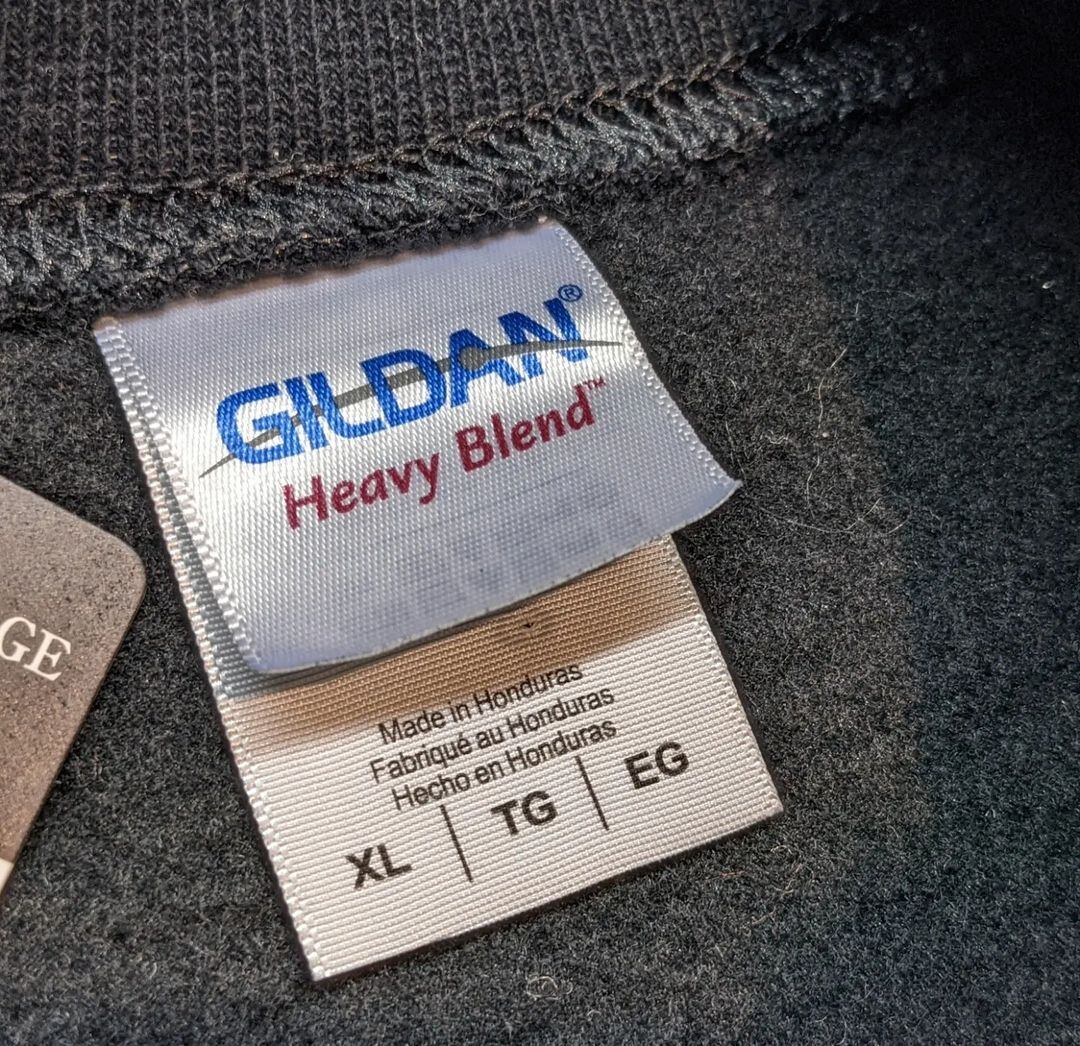 GILDAN®
Heavy Blend™
Made in Honduras
Fabriqué au Honduras
Hecho en Honduras
XL | TG | EG
GE